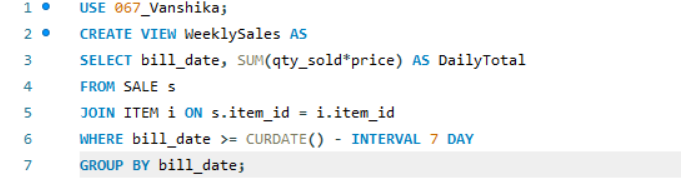 1 USE 067_Vanshika;
2 CREATE VIEW WeeklySales AS
3 SELECT bill_date, SUM(qty_sold*price) AS DailyTotal
4 FROM SALE s
5 JOIN ITEM i ON s.item_id = i.item_id
6 WHERE bill_date >= CURDATE() - INTERVAL 7 DAY
7 GROUP BY bill_date;